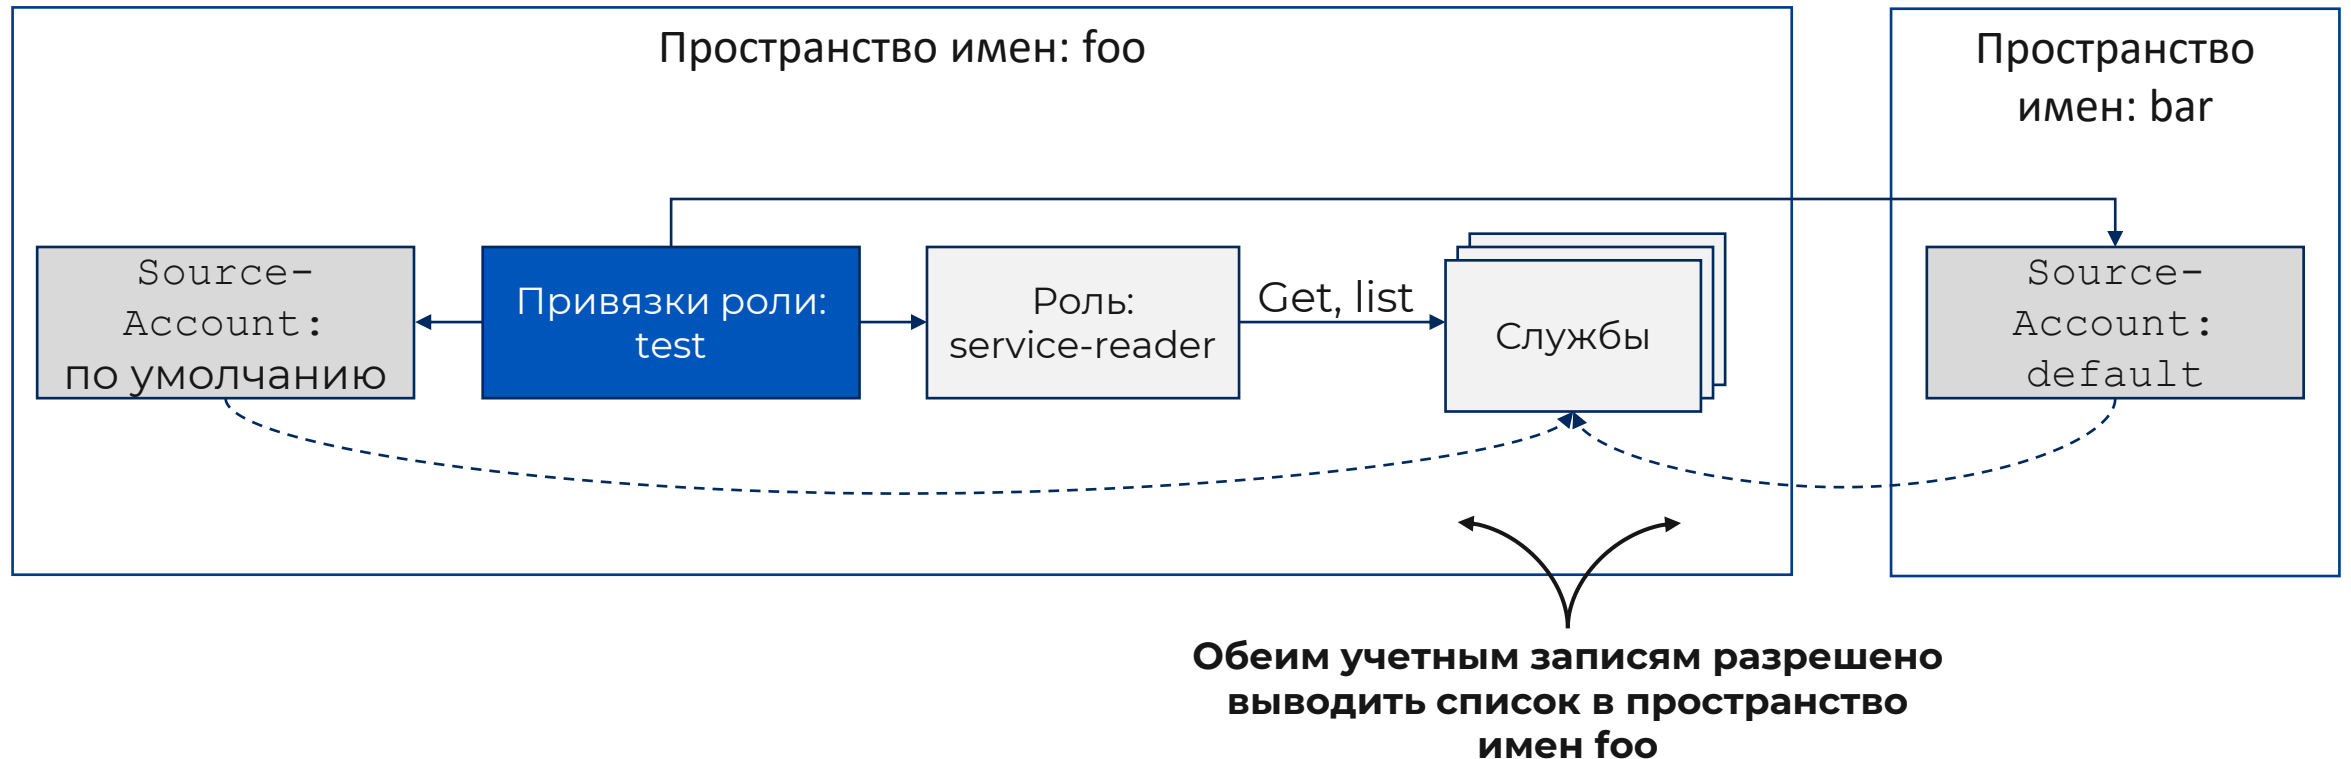 Пространство имен: foo
Пространство
имен: bar
Source-
Account:
по умолчанию
Привязки роли:
test
Роль:
service-reader
Get, list
Службы
Source-
Account:
default
Обеим учетным записям разрешено
выводить список в пространство
имен foo